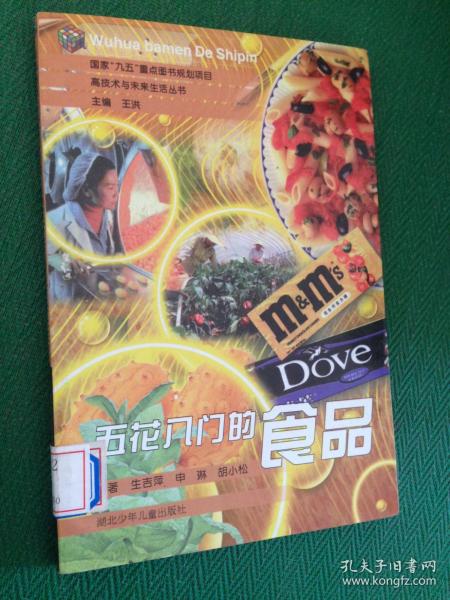 Wuhua bamen De Shipin
国家“九五”重点图书规划项目
高技术与未来生活丛书
主编 王洪
m&m's
DOVE
五花八门的食品
著 生吉萍 申琳 胡小松
湖北少年儿童出版社
孔夫子旧书网
www.kongfz.com